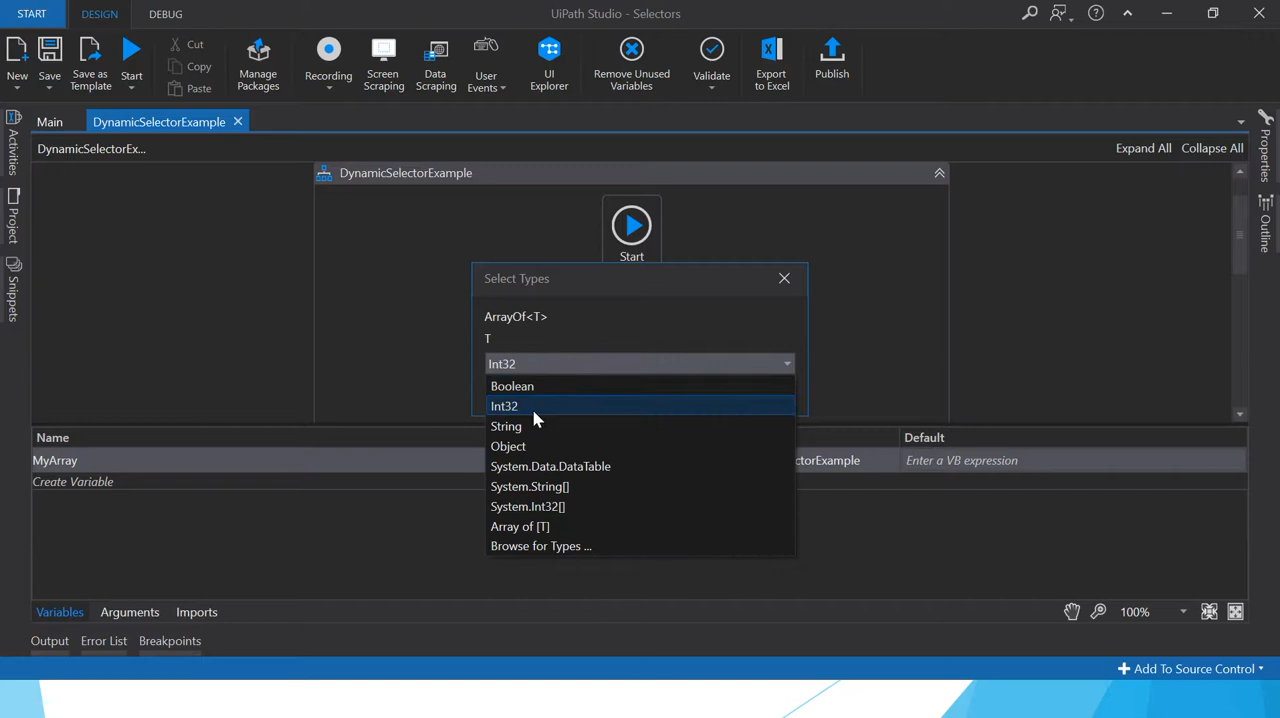 START
DESIGN
DEBUG
UiPath Studio - Selectors
New
Save
Save as Template
Start
Cut
Copy
Paste
Manage Packages
Recording
Screen Scraping
Data Scraping
User Events
UI Explorer
Remove Unused Variables
Validate
Export to Excel
Publish
Main
DynamicSelectorExample
DynamicSelectorEx...
Expand All
Collapse All
Activities
Project
Snippets
Properties
Outline
DynamicSelectorExample
Start
Select Types
ArrayOf<T>
T
Int32
Boolean
Int32
String
Object
System.Data.DataTable
System.String[]
System.Int32[]
Array of [T]
Browse for Types ...
Name
Default
MyArray
ctorExample
Enter a VB expression
Create Variable
Variables
Arguments
Imports
100%
Output
Error List
Breakpoints
Add To Source Control